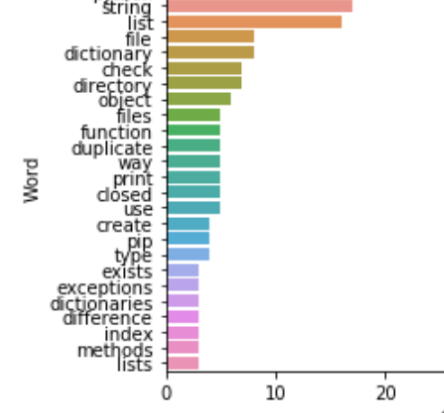 string
list
file
dictionary
check
directory
object
files
function
duplicate
way
print
closed
use
create
pip
type
exists
exceptions
dictionaries
difference
index
methods
lists
Word
0 10 20